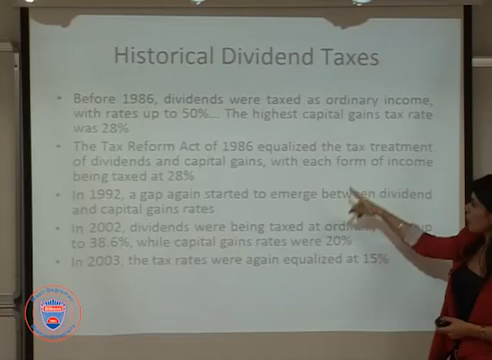 Historical Dividend Taxes
• Before 1986, dividends were taxed as ordinary income,
with rates up to 50%... The highest capital gains tax rate
was 28%
• The Tax Reform Act of 1986 equalized the tax treatment
of dividends and capital gains, with each form of income
being taxed at 28%
• In 1992, a gap again started to emerge between dividend
and capital gains rates
• In 2002, dividends were being taxed at up
to 38.6%, while capital gains rates were 20%
• In 2003, the tax rates were again equalized at 15%